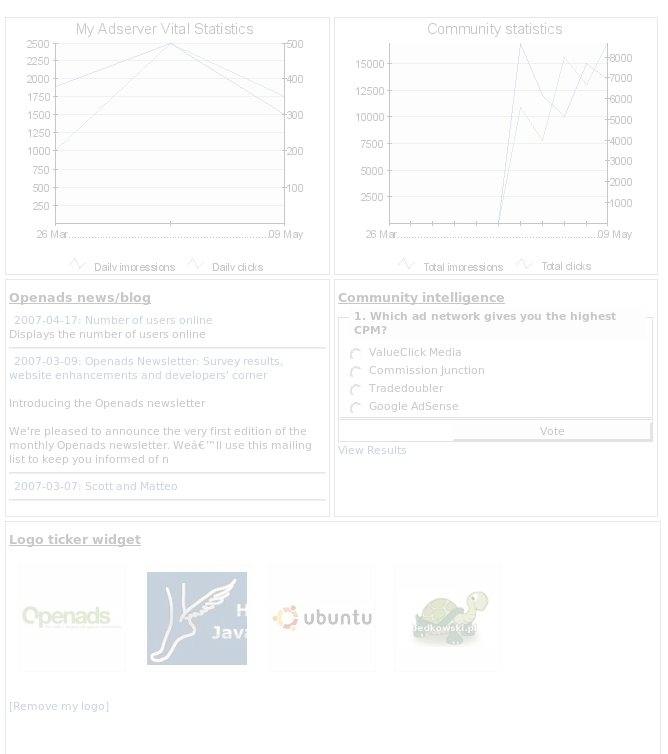 My Adserver Vital Statistics
2500
2250
2000
1750
1500
1250
1000
750
500
250
500
400
300
200
100
26 Mar
09 May
Daily impressions
Daily clicks
Community statistics
15000
12500
10000
7500
5000
2500
8000
7000
6000
5000
4000
3000
2000
1000
26 Mar
09 May
Total impressions
Total clicks
Openads news/blog
2007-04-17: Number of users online
Displays the number of users online
2007-03-09: Openads Newsletter: Survey results,
website enhancements and developers' corner
Introducing the Openads newsletter
We're pleased to announce the very first edition of the
monthly Openads newsletter. Weâ€™ll use this mailing
list to keep you informed of n
2007-03-07: Scott and Matteo
Community intelligence
1. Which ad network gives you the highest
CPM?
ValueClick Media
Commission Junction
Tradedoubler
Google AdSense
Vote
View Results
Logo ticker widget
Openads
H
Java
ubuntu
jedkowski.pl
[Remove my logo]